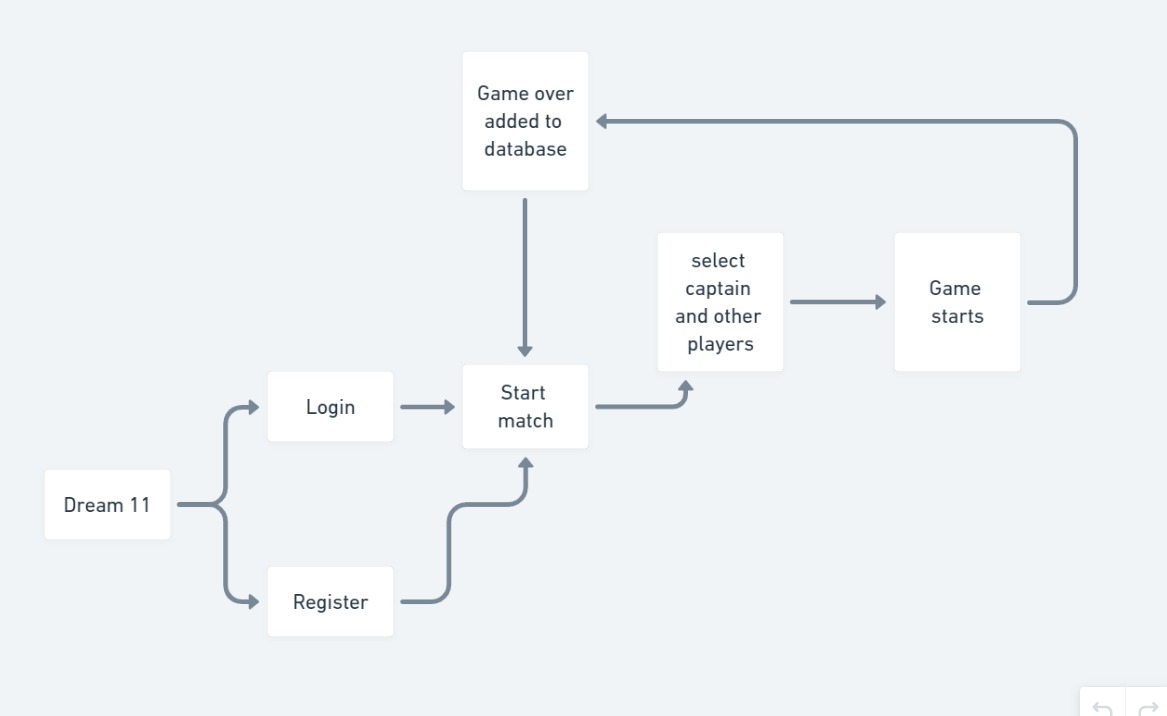 Game over
added to
database
select
captain
and other
players
Game
starts
Start
match
Login
Dream 11
Register